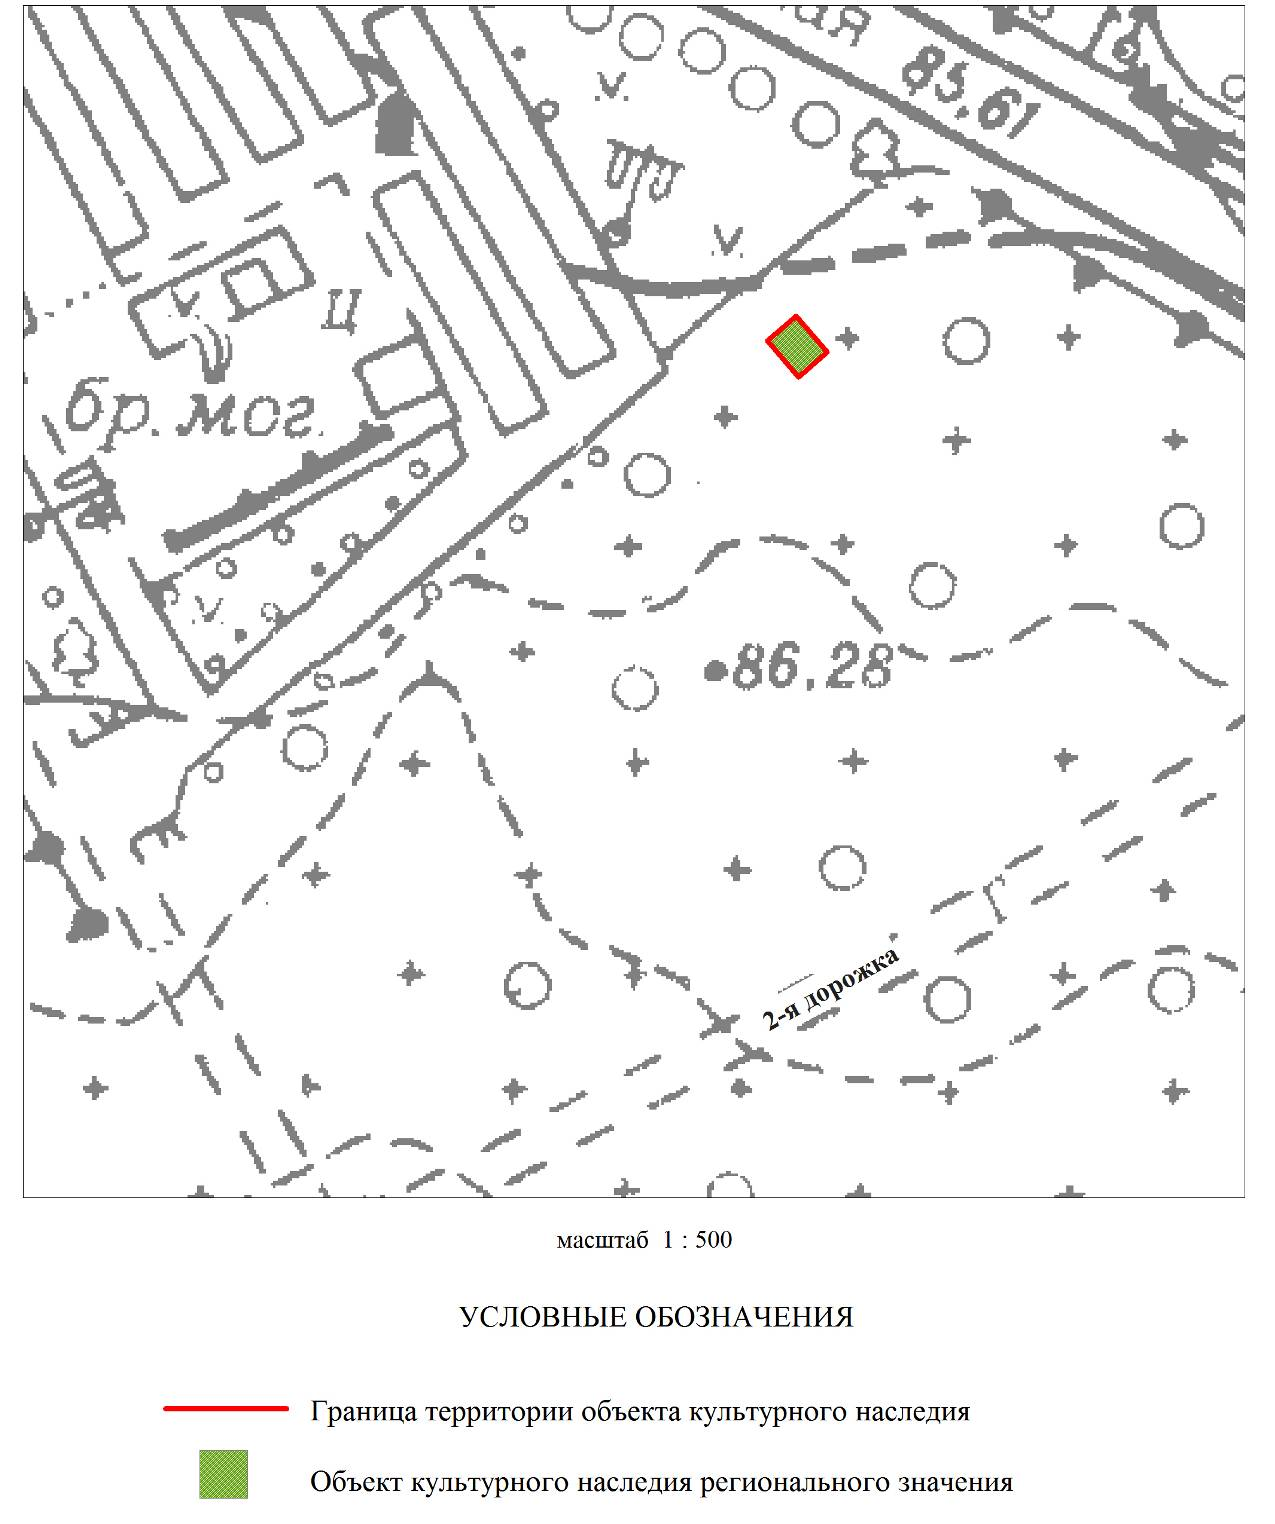 85.61
Ц
бр. мог.
86,28
Г
2-я дорожка
масштаб 1 : 500
УСЛОВНЫЕ ОБОЗНАЧЕНИЯ
Граница территории объекта культурного наследия
Объект культурного наследия регионального значения